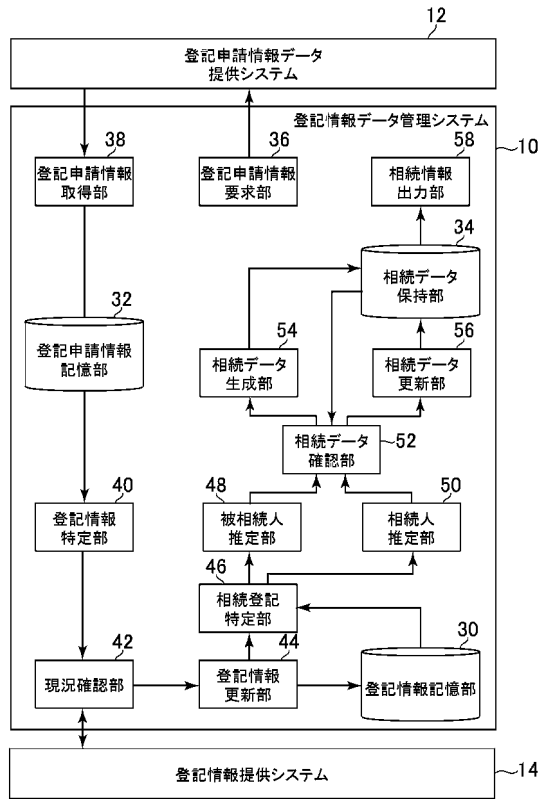 12
登記申請情報データ
提供システム
登記情報データ管理システム
10
38
登記申請情報
取得部
36
登記申請情報
要求部
58
相続情報
出力部
34
相続データ
保持部
32
登記申請情報
記憶部
54
相続データ
生成部
56
相続データ
更新部
相続データ
確認部
52
40
登記情報
特定部
48
被相続人
推定部
50
相続人
推定部
46
相続登記
特定部
42
現況確認部
44
登記情報
更新部
30
登記情報記憶部
登記情報提供システム
14